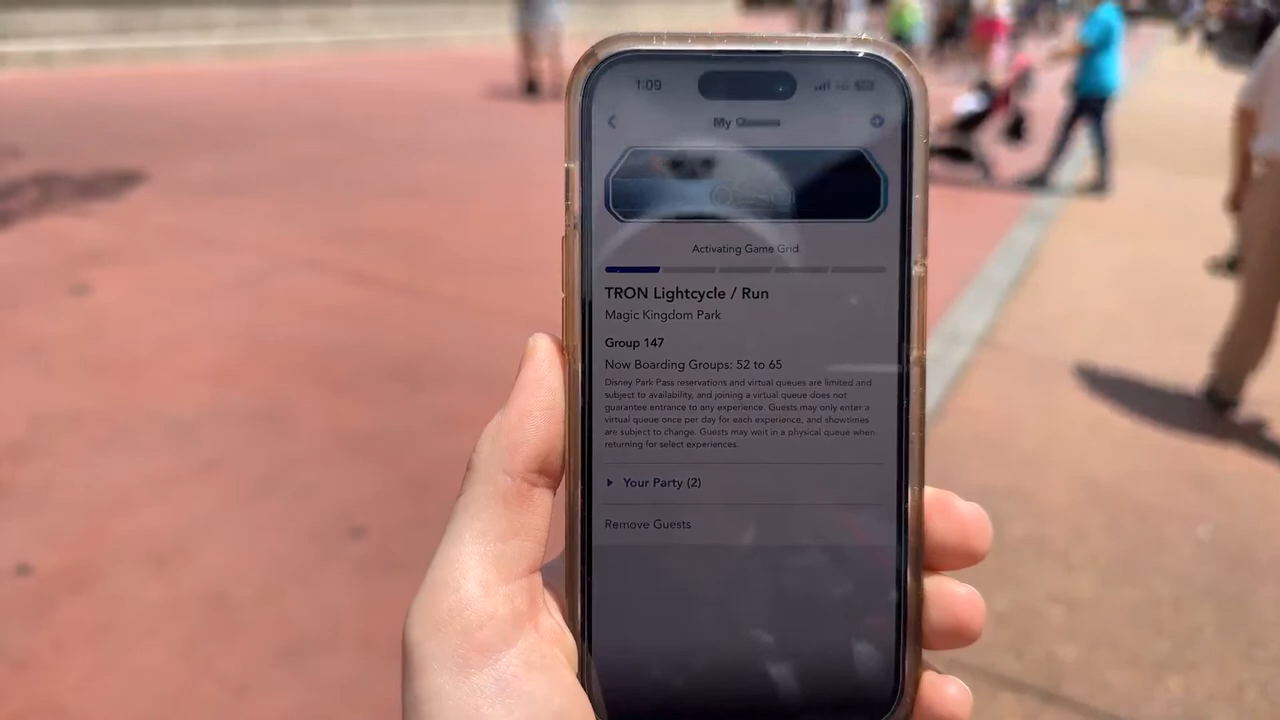 1:09
My Queues
Activating Game Grid
TRON Lightcycle / Run
Magic Kingdom Park
Group 147
Now Boarding Groups: 52 to 65
Disney Park Pass reservations and virtual queues are limited and
subject to availability, and joining a virtual queue does not
guarantee entrance to any experience. Guests may only enter a
virtual queue once per day for each experience, and showtimes
are subject to change. Guests may wait in a physical queue when
returning for select experiences.
Your Party (2)
Remove Guests